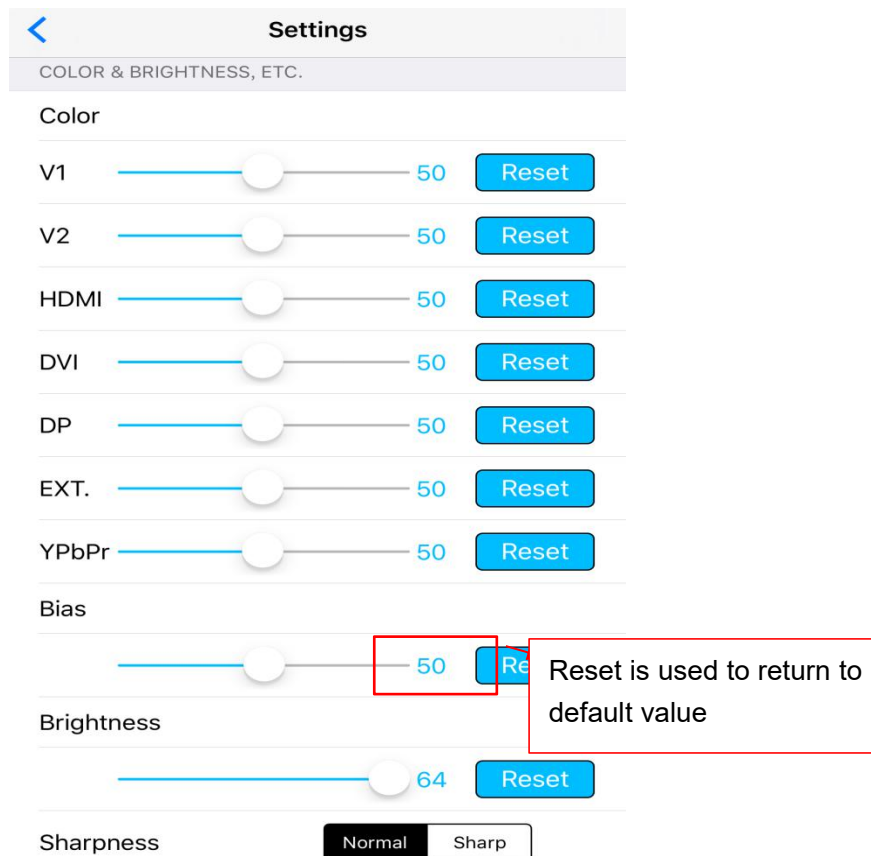 Settings
COLOR & BRIGHTNESS, ETC.
Color
V1 50 Reset
V2 50 Reset
HDMI 50 Reset
DVI 50 Reset
DP 50 Reset
EXT. 50 Reset
YPbPr 50 Reset
Bias
50 Re
Reset is used to return to
default value
Brightness
64 Reset
Sharpness Normal Sharp